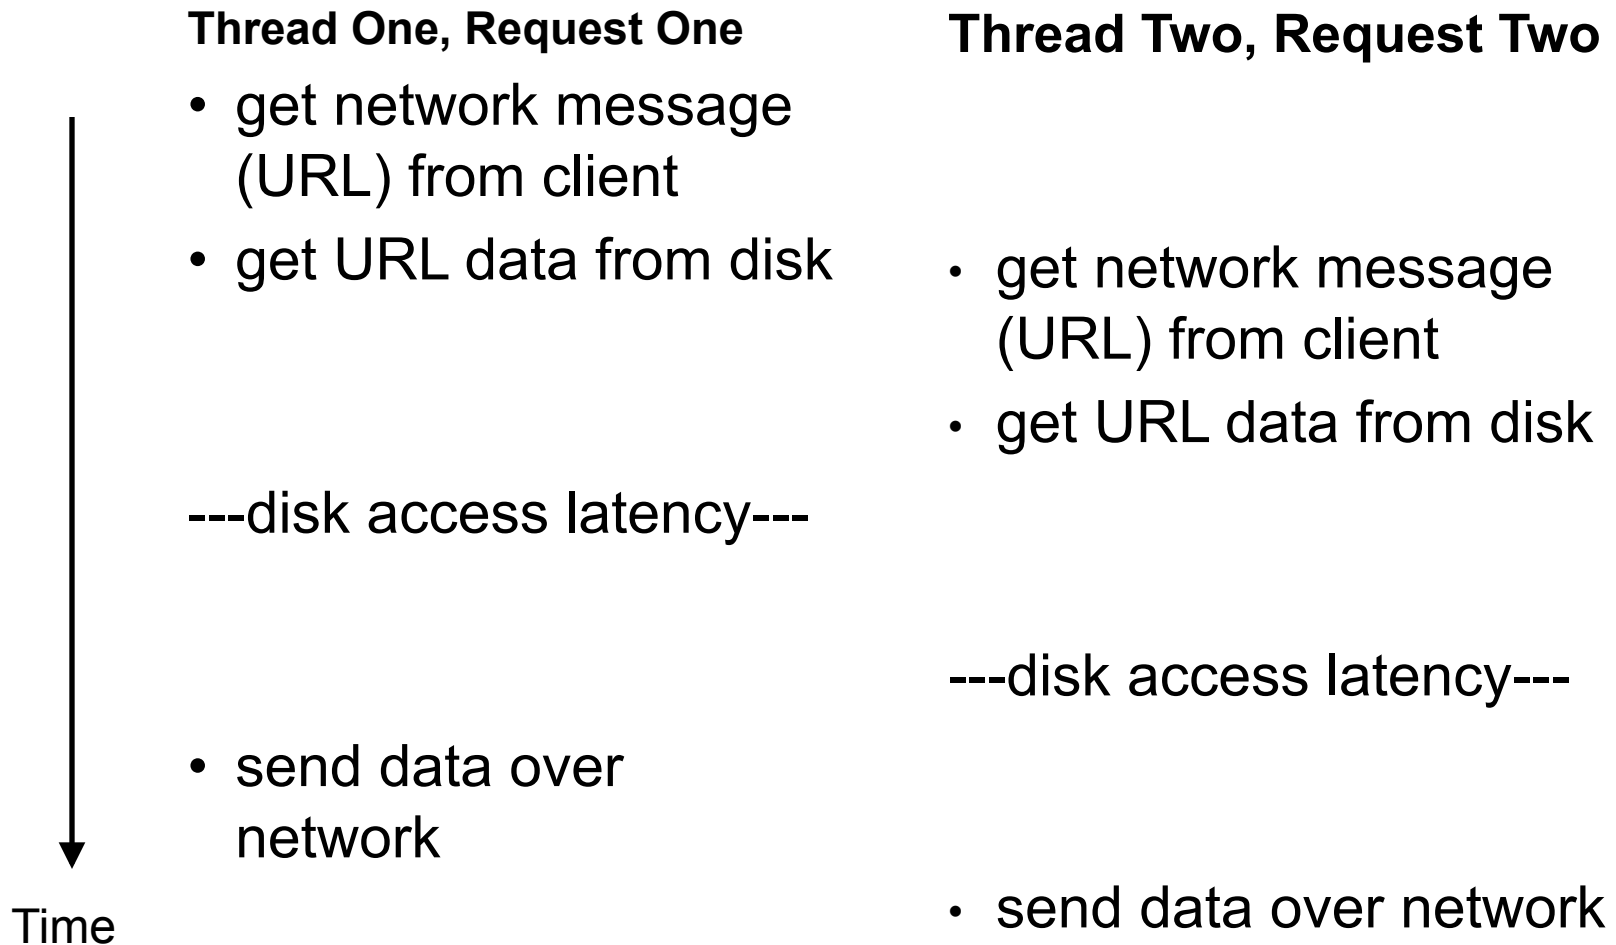 Thread One, Request One
• get network message
(URL) from client
• get URL data from disk
---disk access latency---
• send data over
network
Thread Two, Request Two
• get network message
(URL) from client
• get URL data from disk
---disk access latency---
• send data over network
Time